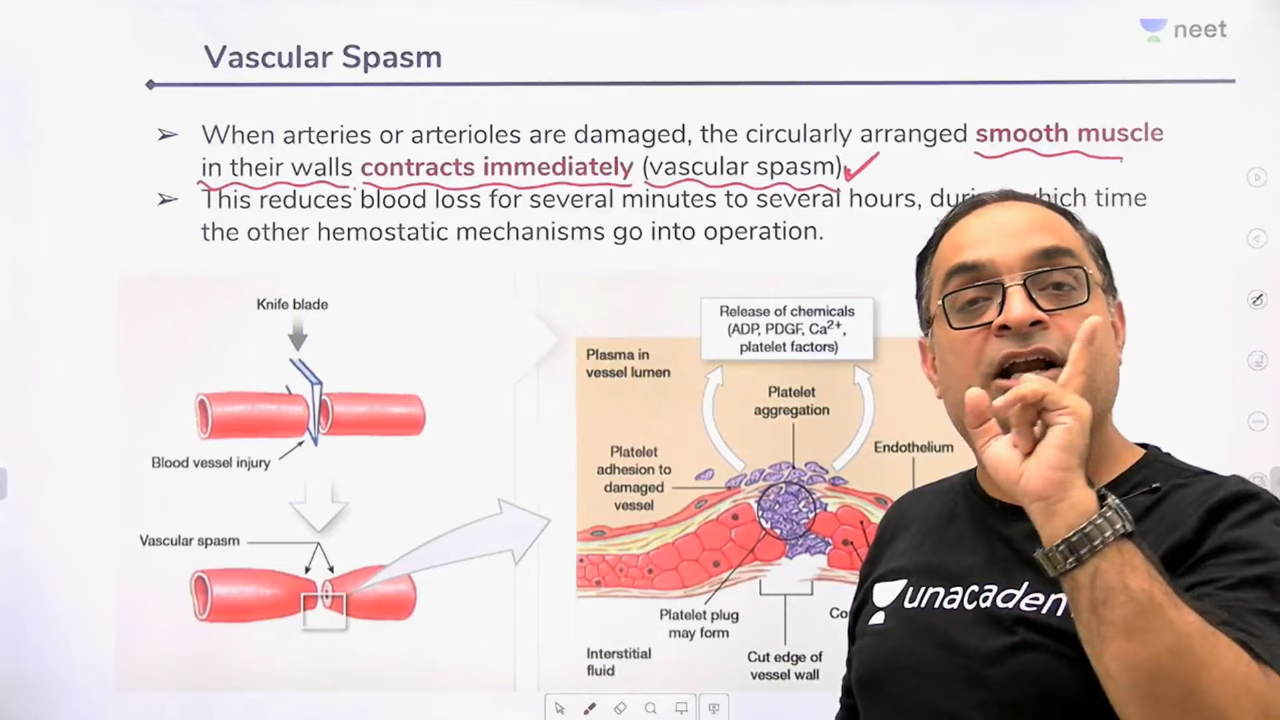 neet
Vascular Spasm
➢ When arteries or arterioles are damaged, the circularly arranged smooth muscle
in their walls contracts immediately (vascular spasm).
➢ This reduces blood loss for several minutes to several hours, during which time
the other hemostatic mechanisms go into operation.
Knife blade
Blood vessel injury
Vascular spasm
Release of chemicals
(ADP, PDGF, Ca²⁺,
platelet factors)
Plasma in
vessel lumen
Platelet
aggregation
Platelet
adhesion to
damaged
vessel
Endothelium
Platelet plug
may form
Interstitial
fluid
Cut edge of
vessel wall
unacadem